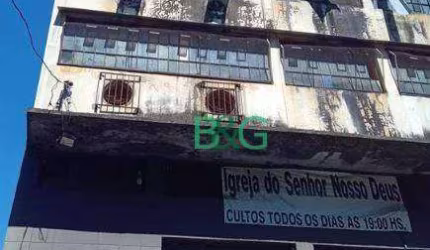 B&G
Igreja do Senhor Nosso Deus
CULTOS TODOS OS DIAS AS 19:00 HS.